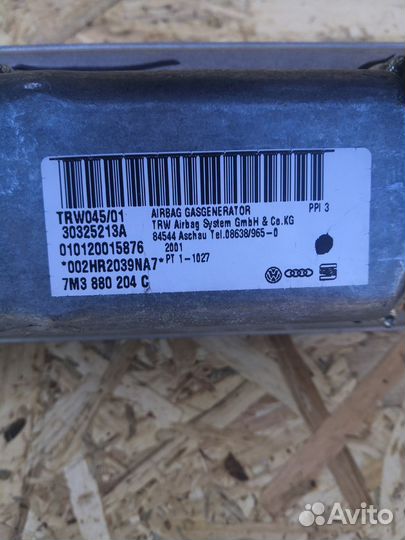 TRW045/01
30325213A
010120015876
*002HR2039NA7*
7M3 880 204 C
AIRBAG GASGENERATOR PPI 3
TRW Airbag System GmbH & Co.KG
84544 Aschau Tel.08638/965-0
2001
PT 1-1027
Avito